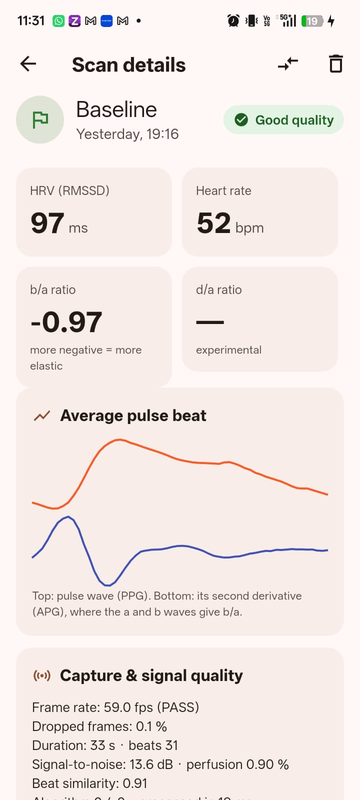 11:31
19
Scan details
Baseline
Yesterday, 19:16
Good quality
HRV (RMSSD)
97 ms
Heart rate
52 bpm
b/a ratio
-0.97
more negative = more
elastic
d/a ratio
—
experimental
Average pulse beat
Top: pulse wave (PPG). Bottom: its second derivative
(APG), where the a and b waves give b/a.
Capture & signal quality
Frame rate: 59.0 fps (PASS)
Dropped frames: 0.1 %
Duration: 33 s · beats 31
Signal-to-noise: 13.6 dB · perfusion 0.90 %
Beat similarity: 0.91